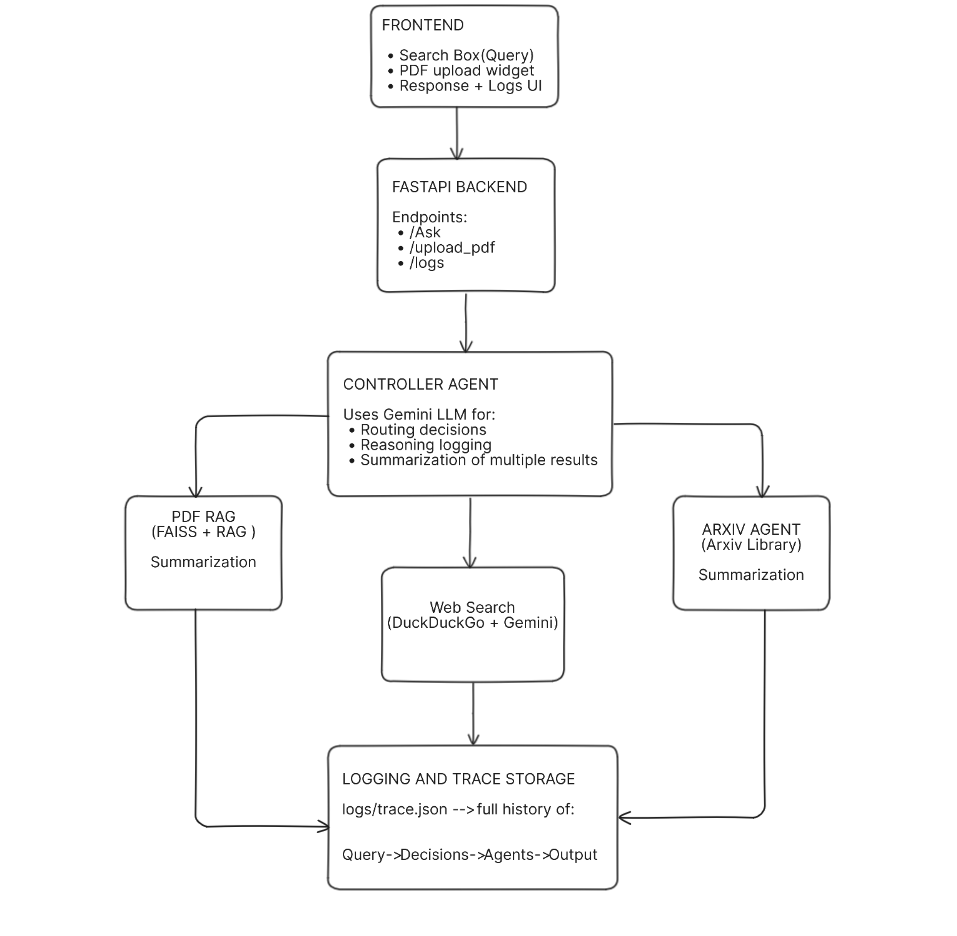 FRONTEND
• Search Box(Query)
• PDF upload widget
• Response + Logs UI
FASTAPI BACKEND
Endpoints:
• /Ask
• /upload_pdf
• /logs
CONTROLLER AGENT
Uses Gemini LLM for:
• Routing decisions
• Reasoning logging
• Summarization of multiple results
PDF RAG
(FAISS + RAG )
Summarization
Web Search
(DuckDuckGo + Gemini)
ARXIV AGENT
(Arxiv Library)
Summarization
LOGGING AND TRACE STORAGE
logs/trace.json -->full history of:
Query->Decisions->Agents->Output